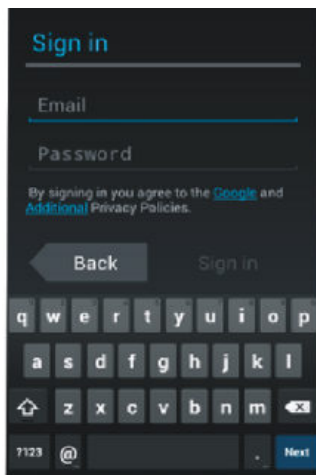 Sign in
Email
Password
By signing in you agree to the Google and
Additional Privacy Policies.
Back Sign in
q w e r t y u i o p
a s d f g h j k l
z x c v b n m
?123 @ . Next